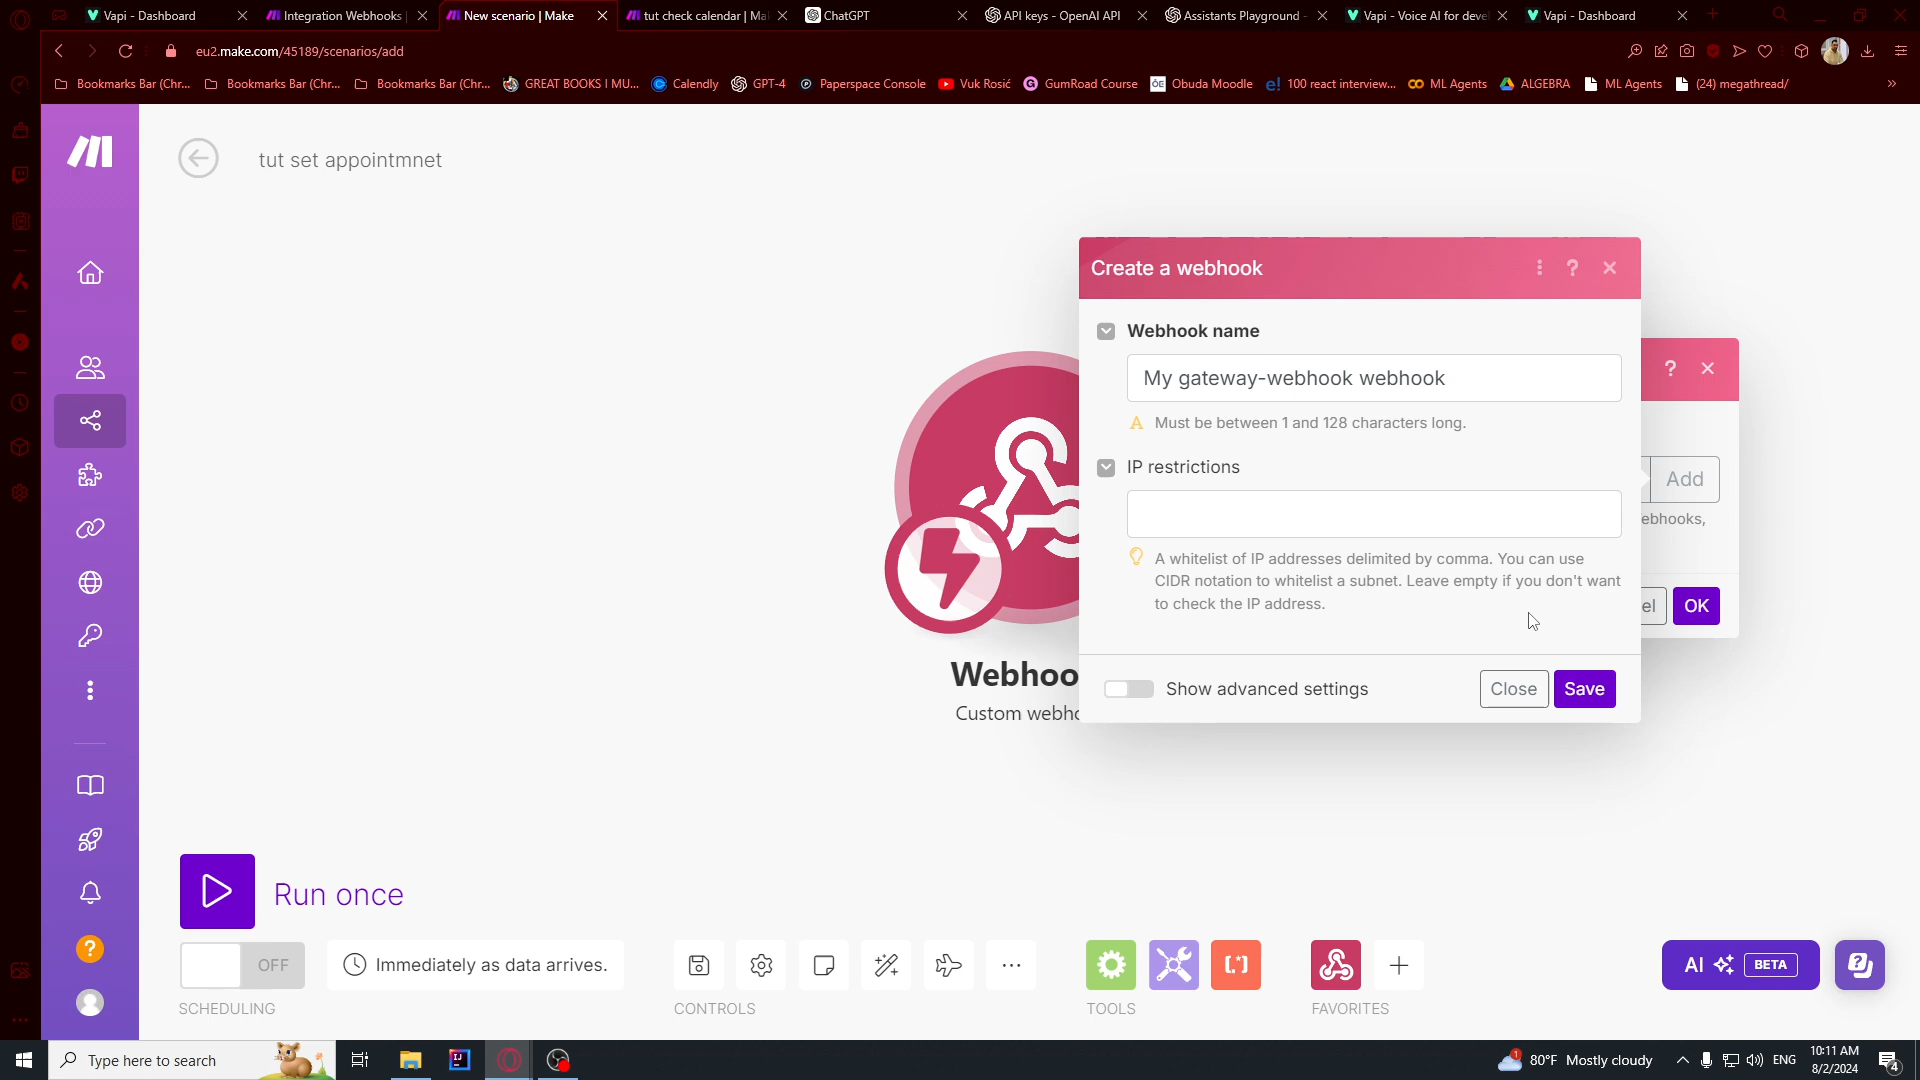 Vapi - Dashboard
Integration Webhooks |
New scenario | Make
tut check calendar | Ma
ChatGPT
API keys - OpenAI API
Assistants Playground -
Vapi - Voice AI for deve
Vapi - Dashboard
eu2.make.com/45189/scenarios/add
Bookmarks Bar (Chr...
Bookmarks Bar (Chr...
Bookmarks Bar (Chr...
GREAT BOOKS I MU...
Calendly
GPT-4
Paperspace Console
Vuk Rosić
GumRoad Course
Obuda Moodle
100 react interview...
ML Agents
ALGEBRA
ML Agents
(24) megathread/
tut set appointmnet
Create a webhook
Webhook name
My gateway-webhook webhook
A Must be between 1 and 128 characters long.
IP restrictions
A whitelist of IP addresses delimited by comma. You can use
CIDR notation to whitelist a subnet. Leave empty if you don't want
to check the IP address.
Show advanced settings
Close
Save
Add
ebhooks,
el
OK
Webhoo
Custom webho
Run once
OFF
Immediately as data arrives.
SCHEDULING
CONTROLS
TOOLS
FAVORITES
AI BETA
Type here to search
80°F Mostly cloudy
ENG
10:11 AM
8/2/2024